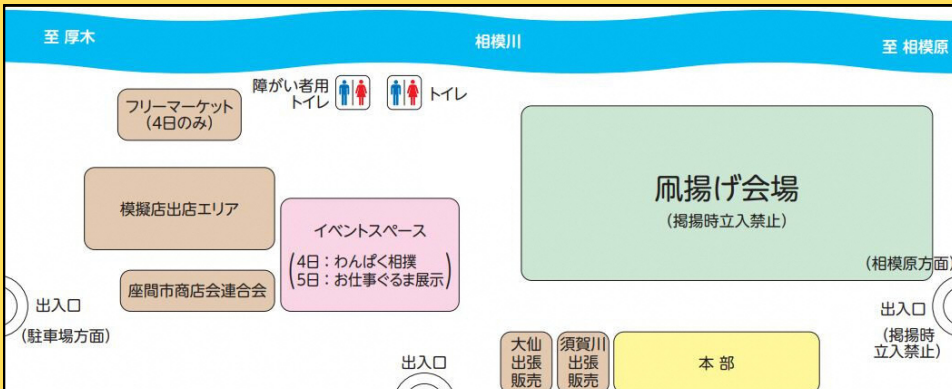 至 厚木
相模川
至 相模原
障がい者用
トイレ
トイレ
フリーマーケット
(4日のみ)
凧揚げ会場
(掲揚時立入禁止)
模擬店出店エリア
イベントスペース
4日:わんぱく相撲
5日:お仕事ぐるま展示
座間市商店会連合会
(相模原方面)
出入口
(駐車場方面)
出入口
(掲揚時
立入禁止)
出入口
大仙
出張
販売
須賀川
出張
販売
本部